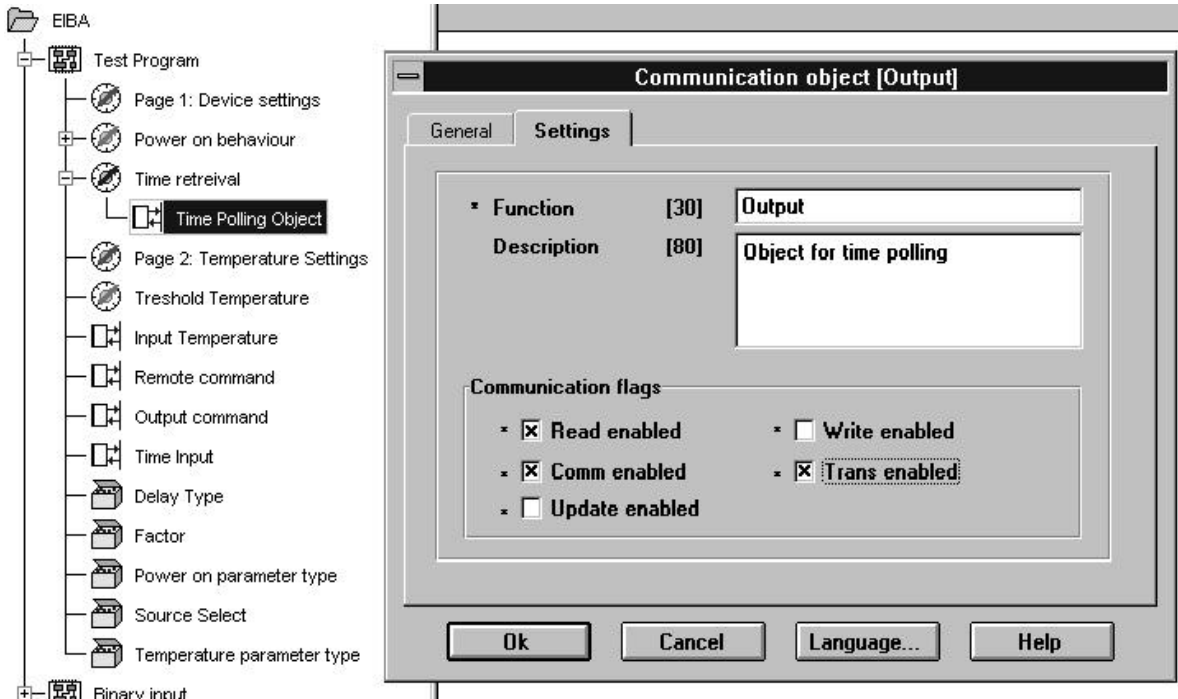 EIBA
Test Program
Page 1: Device settings
Power on behaviour
Time retreival
Time Polling Object
Page 2: Temperature Settings
Treshold Temperature
Input Temperature
Remote command
Output command
Time Input
Delay Type
Factor
Power on parameter type
Source Select
Temperature parameter type
Binary input
Communication object [Output]
General Settings
* Function [30] Output
Description [80] Object for time polling
Communication flags
* Read enabled * Write enabled
* Comm enabled * Trans enabled
* Update enabled
Ok Cancel Language... Help